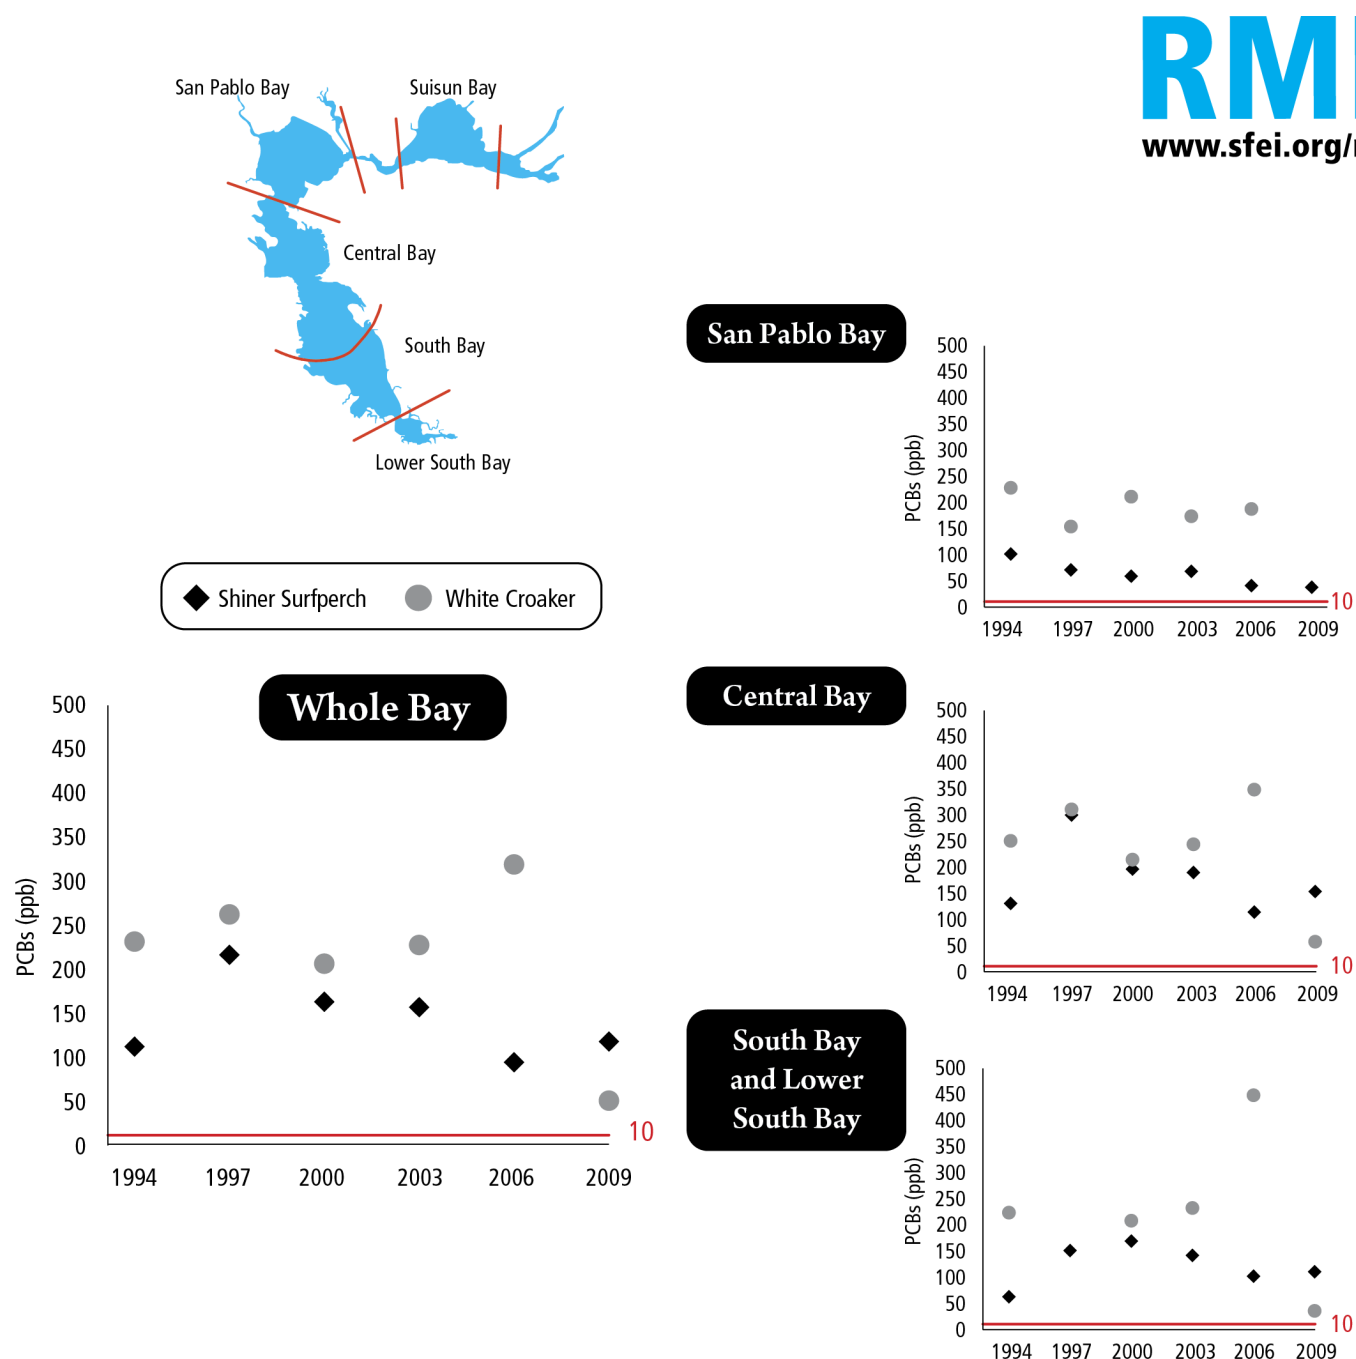 RM
www.sfei.org/
San Pablo Bay
Suisun Bay
Central Bay
South Bay
Lower South Bay
Shiner Surfperch
White Croaker
Whole Bay
PCBs (ppb)
500
450
400
350
300
250
200
150
100
50
0
10
1994 1997 2000 2003 2006 2009
San Pablo Bay
PCBs (ppb)
500
450
400
350
300
250
200
150
100
50
0
10
1994 1997 2000 2003 2006 2009
Central Bay
PCBs (ppb)
500
450
400
350
300
250
200
150
100
50
0
10
1994 1997 2000 2003 2006 2009
South Bay
and Lower
South Bay
PCBs (ppb)
500
450
400
350
300
250
200
150
100
50
0
10
1994 1997 2000 2003 2006 2009